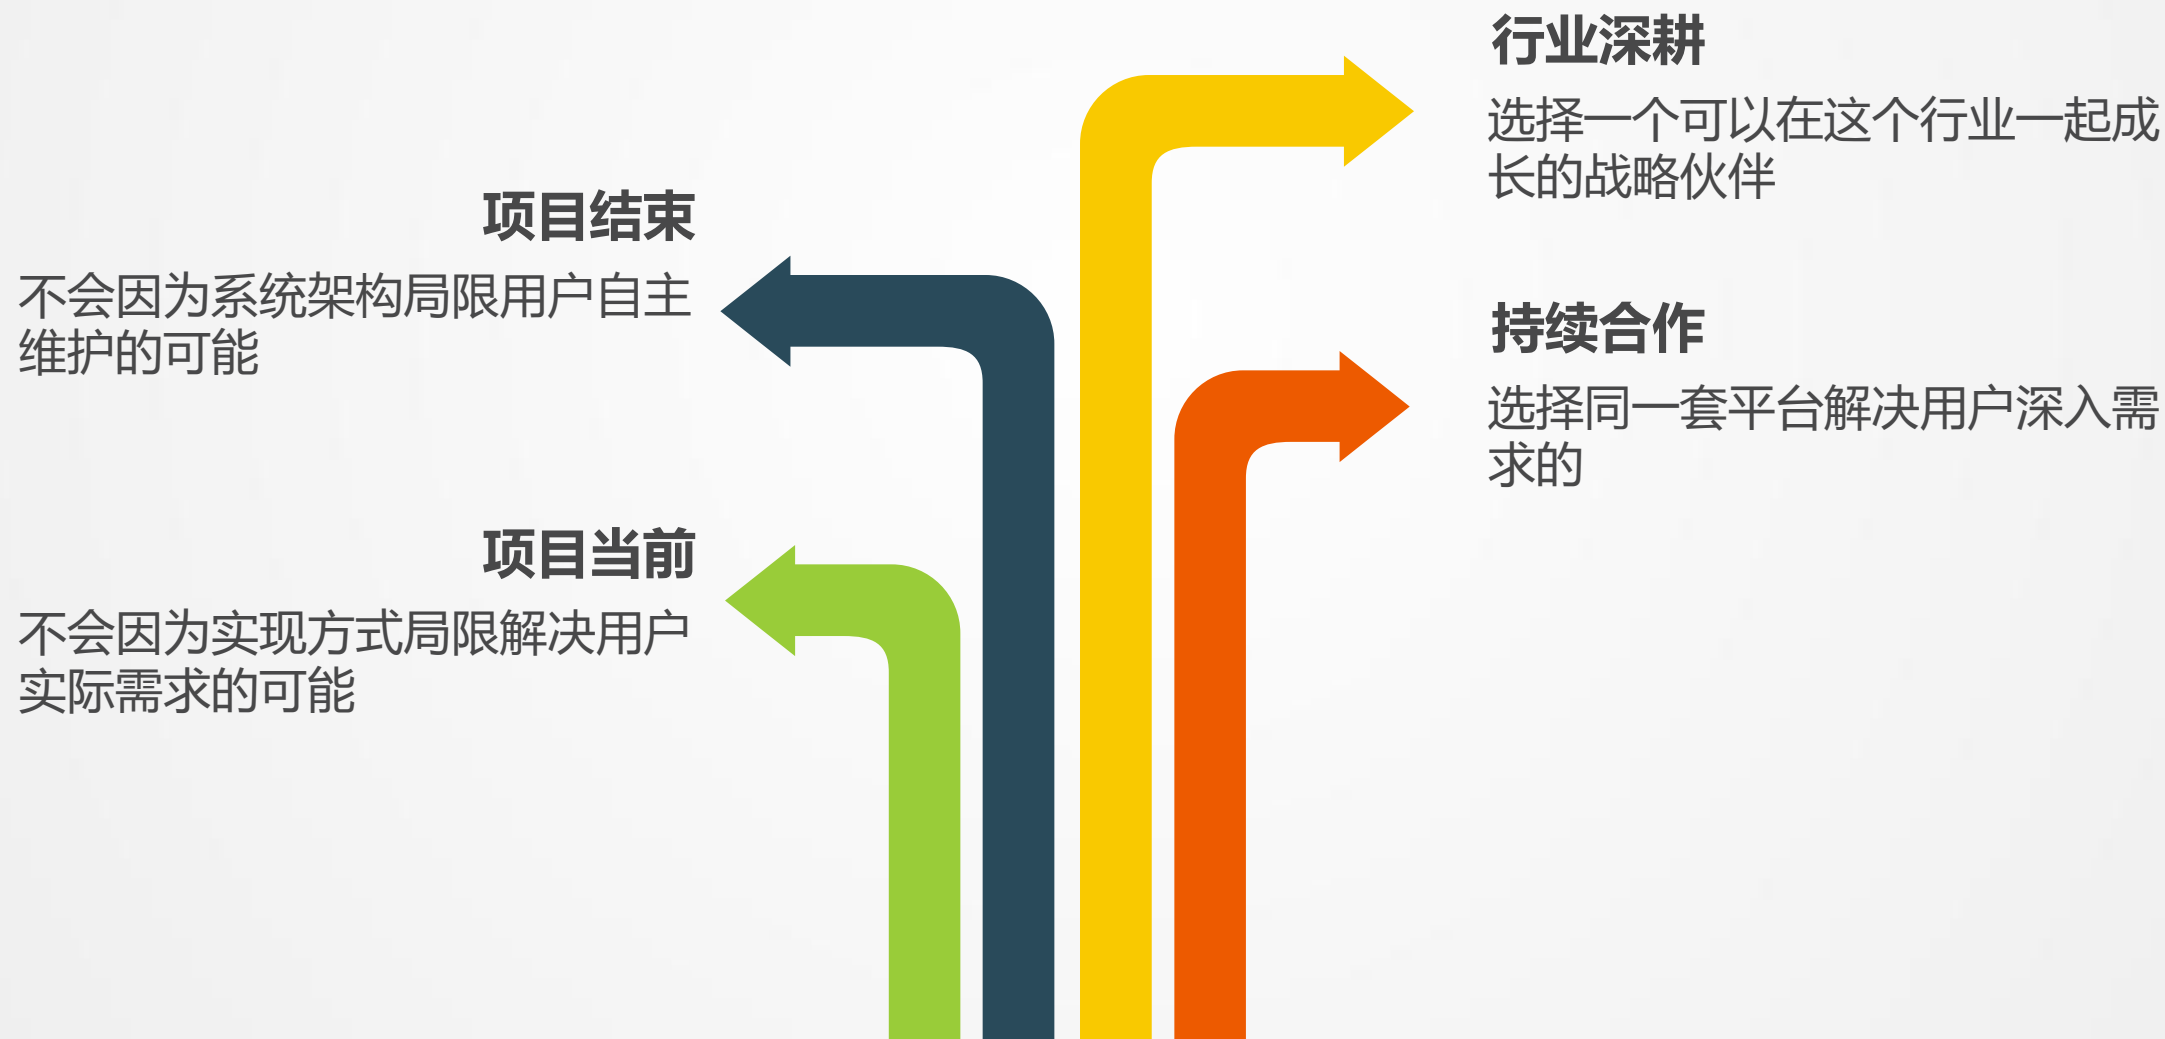 项目结束
不会因为系统架构局限用户自主
维护的可能
项目当前
不会因为实现方式局限解决用户
实际需求的可能
行业深耕
选择一个可以在这个行业一起成
长的战略伙伴
持续合作
选择同一套平台解决用户深入需
求的